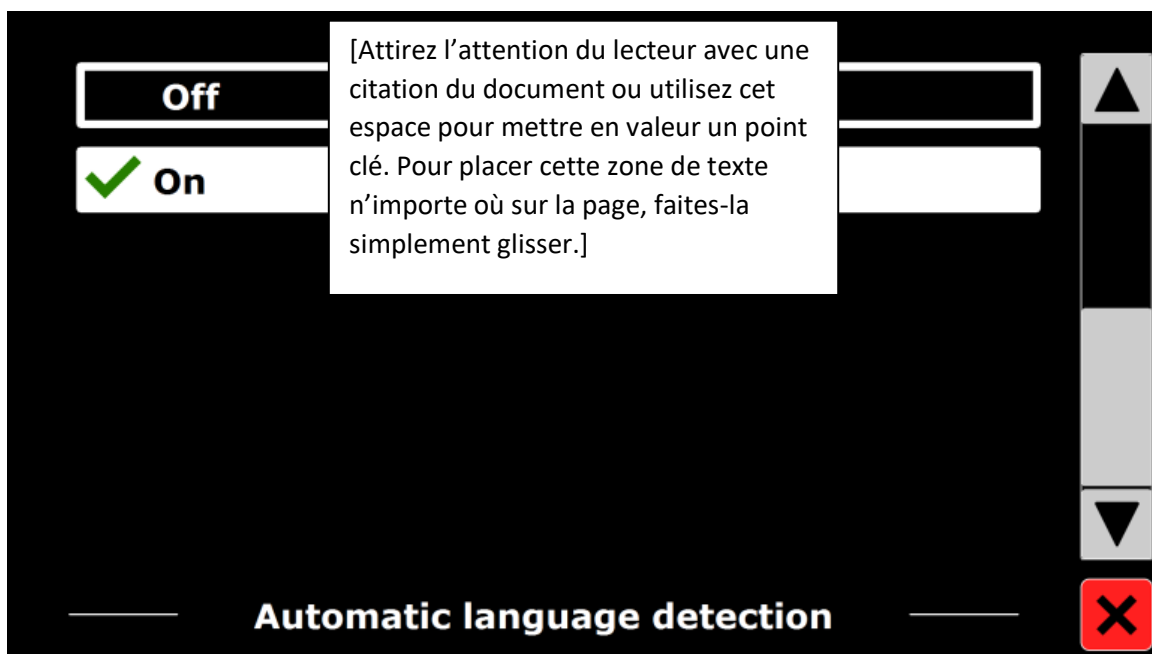 Off
On
[Attirez l’attention du lecteur avec une
citation du document ou utilisez cet
espace pour mettre en valeur un point
clé. Pour placer cette zone de texte
n’importe où sur la page, faites-la
simplement glisser.]
Automatic language detection